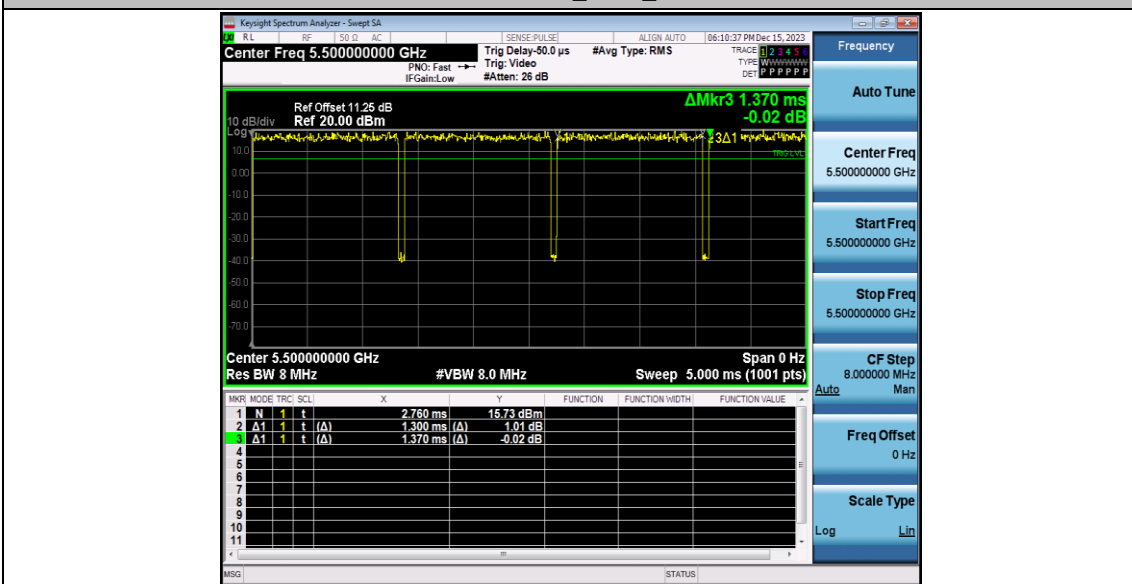 Keysight Spectrum Analyzer - Swept SA
RL RF 50 Ω AC SENSE:PULSE ALIGN AUTO 06:10:37 PM Dec 15, 2023
Center Freq 5.500000000 GHz
PNO: Fast
IFGain:Low
Trig Delay-50.0 µs
Trig: Video
#Atten: 26 dB
#Avg Type: RMS
TRACE 1 2 3 4 5 6
TYPE W
DET P P P P P P
Frequency
Auto Tune
Center Freq
5.500000000 GHz
Start Freq
5.500000000 GHz
Stop Freq
5.500000000 GHz
CF Step
8.000000 MHz
Auto Man
Freq Offset
0 Hz
Scale Type
Log Lin
ΔMkr3 1.370 ms
-0.02 dB
Ref Offset 11.25 dB
10 dB/div Ref 20.00 dBm
Log
3Δ1
TRIG LVL
10.0
0.00
-10.0
-20.0
-30.0
-40.0
-50.0
-60.0
-70.0
Center 5.500000000 GHz Span 0 Hz
Res BW 8 MHz #VBW 8.0 MHz Sweep 5.000 ms (1001 pts)
MKR MODE TRC SCL X Y FUNCTION FUNCTION WIDTH FUNCTION VALUE
1 N 1 t 2.760 ms 15.73 dBm
2 Δ1 1 t (Δ) 1.300 ms (Δ) 1.01 dB
3 Δ1 1 t (Δ) 1.370 ms (Δ) -0.02 dB
4
5
6
7
8
9
10
11
MSG STATUS